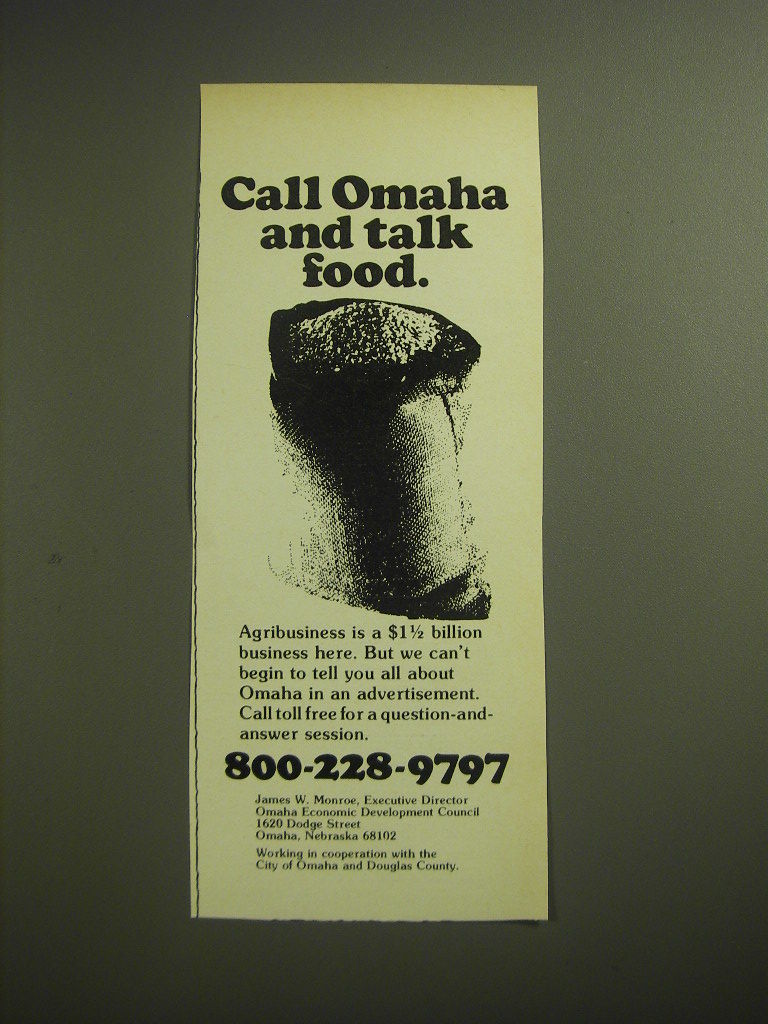 Call Omaha
and talk
food.
Agribusiness is a $1½ billion
business here. But we can't
begin to tell you all about
Omaha in an advertisement.
Call toll free for a question-and-
answer session.
800-228-9797
James W. Monroe, Executive Director
Omaha Economic Development Council
1620 Dodge Street
Omaha, Nebraska 68102
Working in cooperation with the
City of Omaha and Douglas County.